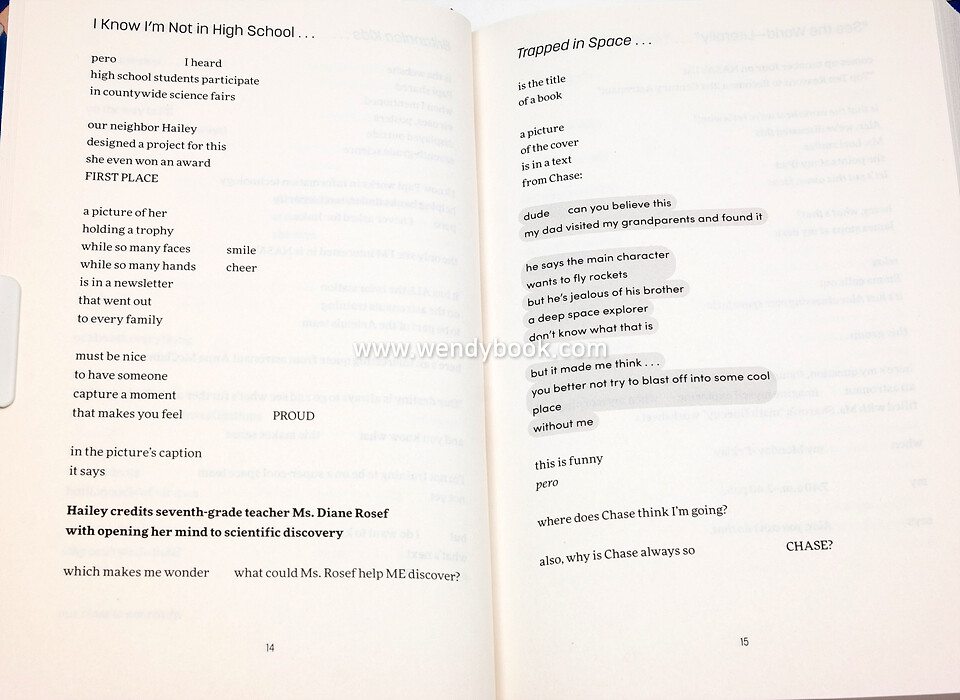 I Know I'm Not in High School . . .
pero I heard
high school students participate
in countywide science fairs
our neighbor Hailey
designed a project for this
she even won an award
FIRST PLACE
a picture of her
holding a trophy
while so many faces smile
while so many hands cheer
is in a newsletter
that went out
to every family
must be nice
to have someone
capture a moment
that makes you feel PROUD
in the picture's caption
it says
Hailey credits seventh-grade teacher Ms. Diane Rosef
with opening her mind to scientific discovery
which makes me wonder what could Ms. Rosef help ME discover?
14
Trapped in Space . . .
is the title
of a book
a picture
of the cover
is in a text
from Chase:
dude can you believe this
my dad visited my grandparents and found it
he says the main character
wants to fly rockets
but he's jealous of his brother
a deep space explorer
don't know what that is
but it made me think . . .
you better not try to blast off into some cool
place
without me
this is funny
pero
where does Chase think I'm going?
also, why is Chase always so CHASE?
15
www.wendybook.com